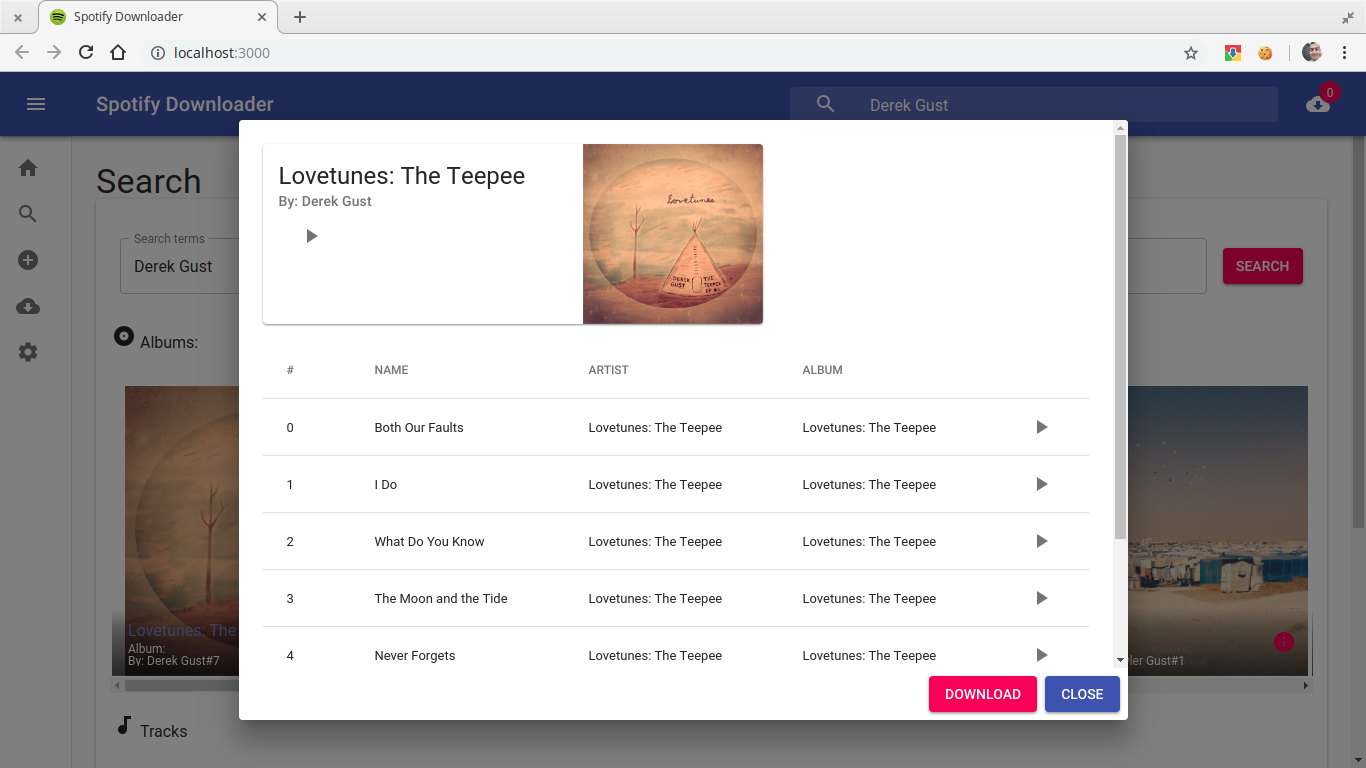 Spotify Downloader
localhost:3000
Spotify Downloader
Derek Gust
0
Search
Search terms
Derek Gust
SEARCH
Albums:
Lovetunes: The
Album:
By: Derek Gust#7
ler Gust#1
Tracks
Lovetunes: The Teepee
By: Derek Gust
lovetunes
DEREK GUST
THE TEEPEE
# NAME ARTIST ALBUM
0 Both Our Faults Lovetunes: The Teepee Lovetunes: The Teepee
1 I Do Lovetunes: The Teepee Lovetunes: The Teepee
2 What Do You Know Lovetunes: The Teepee Lovetunes: The Teepee
3 The Moon and the Tide Lovetunes: The Teepee Lovetunes: The Teepee
4 Never Forgets Lovetunes: The Teepee Lovetunes: The Teepee
DOWNLOAD CLOSE